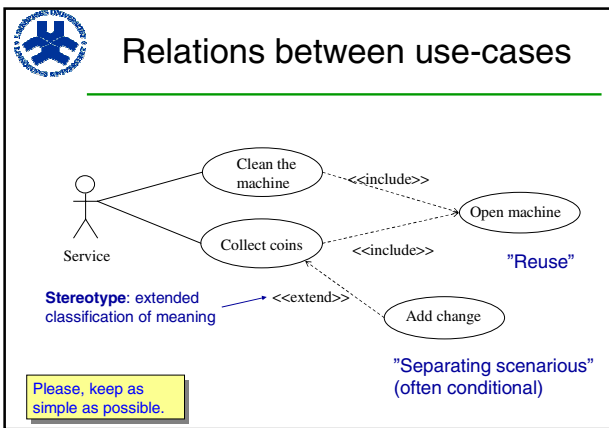 Relations between use-cases
Clean the
machine
<<include>>
Open machine
Service
Collect coins
<<include>>
"Reuse"
Stereotype: extended
classification of meaning
<<extend>>
Add change
"Separating scenarious"
(often conditional)
Please, keep as
simple as possible.